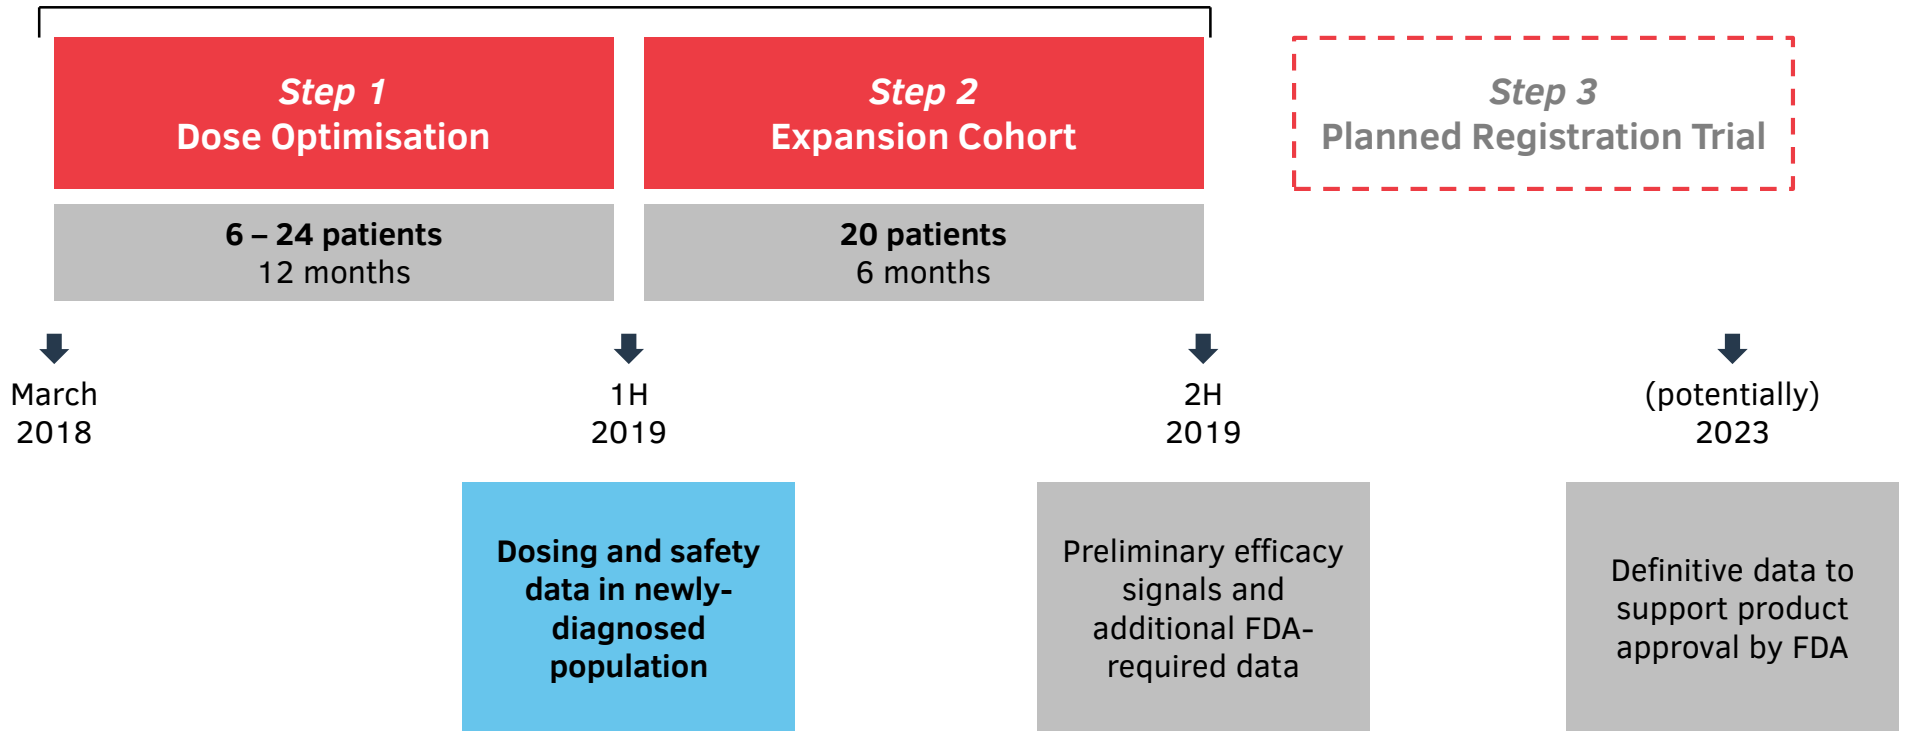 Step 1
Dose Optimisation
Step 2
Expansion Cohort
Step 3
Planned Registration Trial
6 – 24 patients
12 months
20 patients
6 months
March
2018
1H
2019
2H
2019
(potentially)
2023
Dosing and safety
data in newly-
diagnosed
population
Preliminary efficacy
signals and
additional FDA-
required data
Definitive data to
support product
approval by FDA